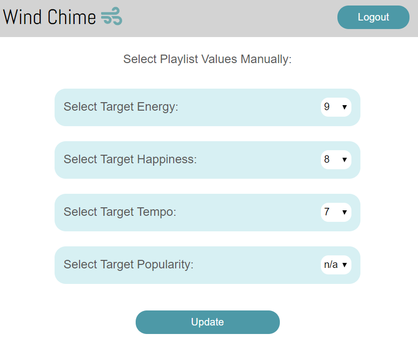 Wind Chime
Logout
Select Playlist Values Manually:
Select Target Energy: 9
Select Target Happiness: 8
Select Target Tempo: 7
Select Target Popularity: n/a
Update